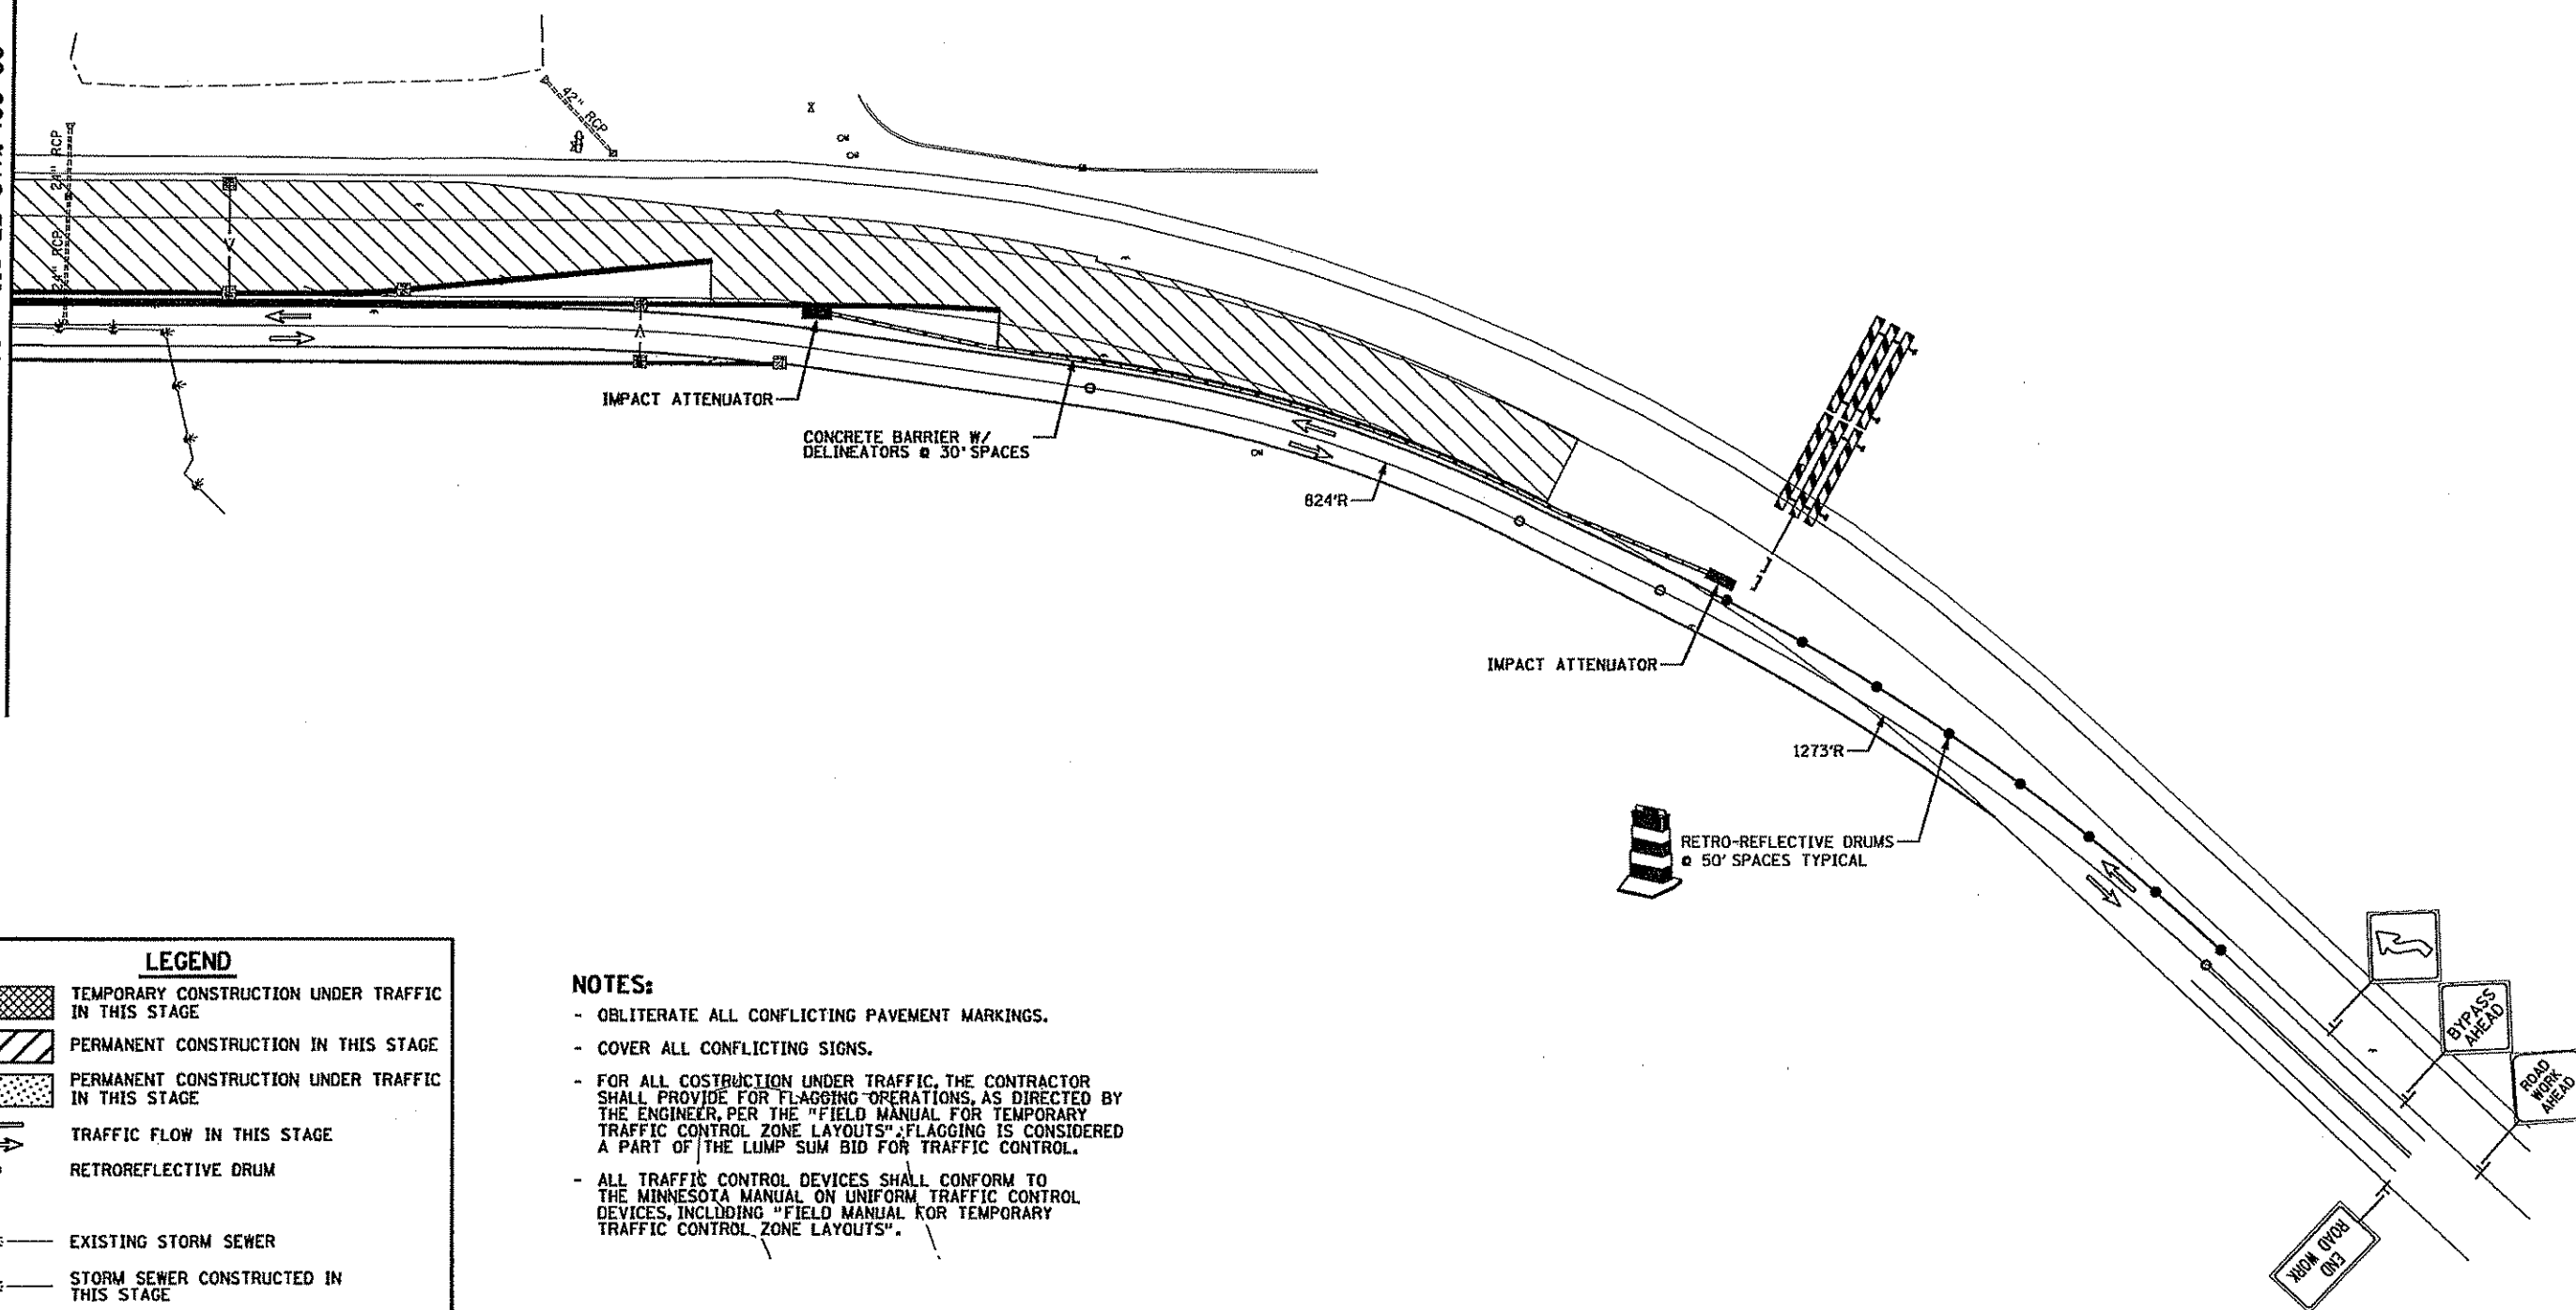 42" RCP
24" RCP
24" RCP
IMPACT ATTENUATOR
CONCRETE BARRIER W/
DELINEATORS @ 30' SPACES
824'R
IMPACT ATTENUATOR
1273'R
RETRO-REFLECTIVE DRUMS
@ 50' SPACES TYPICAL
BYPASS
AHEAD
ROAD
WORK
AHEAD
END
ROAD WORK
LEGEND
TEMPORARY CONSTRUCTION UNDER TRAFFIC
IN THIS STAGE
PERMANENT CONSTRUCTION IN THIS STAGE
PERMANENT CONSTRUCTION UNDER TRAFFIC
IN THIS STAGE
TRAFFIC FLOW IN THIS STAGE
RETROREFLECTIVE DRUM
EXISTING STORM SEWER
STORM SEWER CONSTRUCTED IN
THIS STAGE
NOTES:
- OBLITERATE ALL CONFLICTING PAVEMENT MARKINGS.
- COVER ALL CONFLICTING SIGNS.
- FOR ALL COSTRUCTION UNDER TRAFFIC, THE CONTRACTOR
SHALL PROVIDE FOR FLAGGING OPERATIONS, AS DIRECTED BY
THE ENGINEER, PER THE "FIELD MANUAL FOR TEMPORARY
TRAFFIC CONTROL ZONE LAYOUTS". FLAGGING IS CONSIDERED
A PART OF THE LUMP SUM BID FOR TRAFFIC CONTROL.
- ALL TRAFFIC CONTROL DEVICES SHALL CONFORM TO
THE MINNESOTA MANUAL ON UNIFORM TRAFFIC CONTROL
DEVICES, INCLUDING "FIELD MANUAL FOR TEMPORARY
TRAFFIC CONTROL ZONE LAYOUTS".